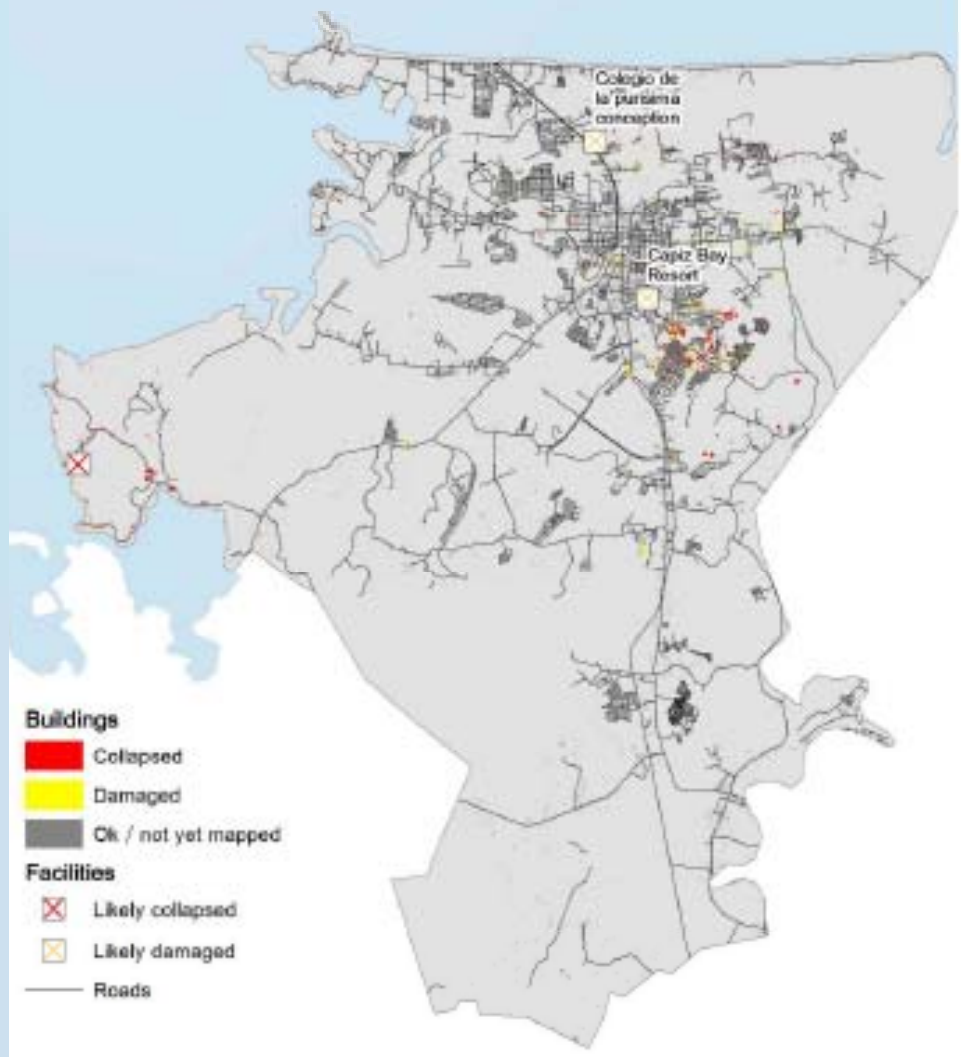 Colegio de
la purisima
conception
Capiz Bay
Resort
Buildings
Collapsed
Damaged
Ok / not yet mapped
Facilities
Likely collapsed
Likely damaged
Roads